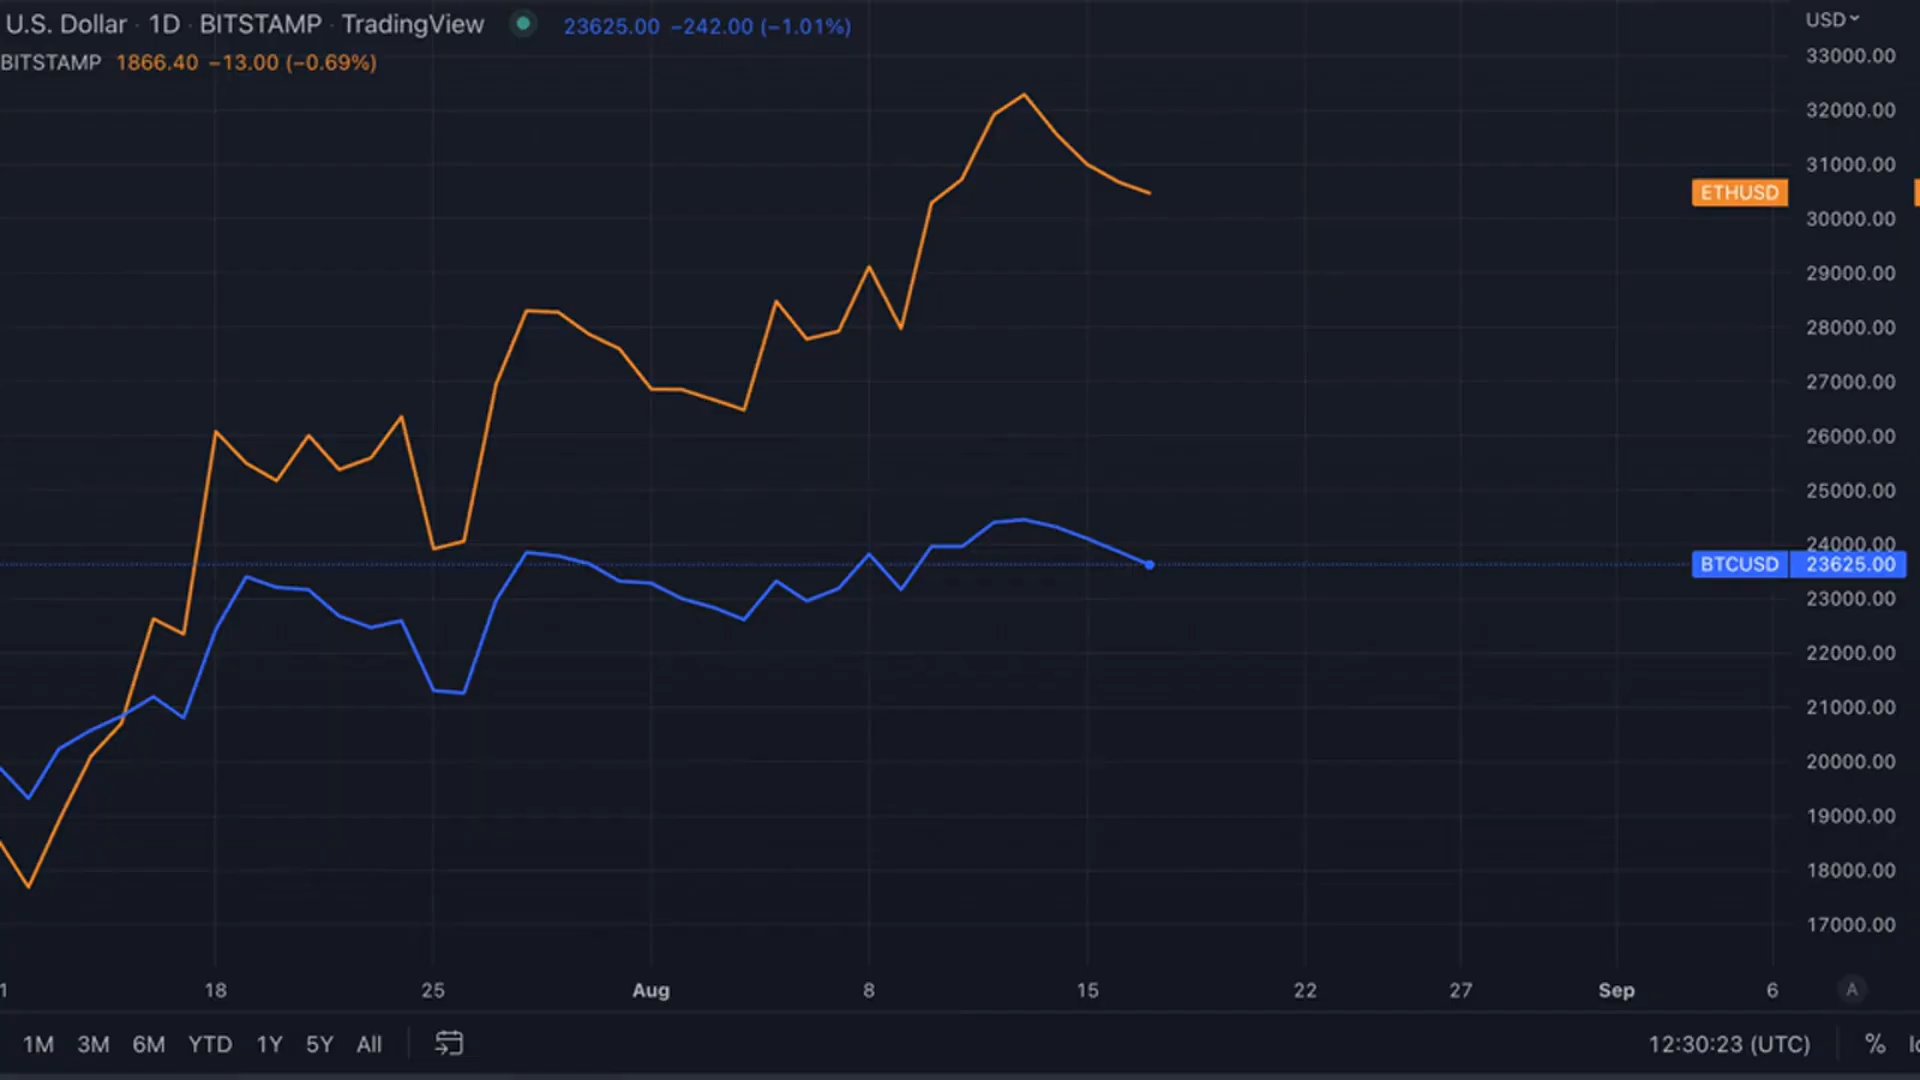 U.S. Dollar · 1D · BITSTAMP · TradingView 23625.00 −242.00 (−1.01%)
BITSTAMP 1866.40 −13.00 (−0.69%)
USD
33000.00
32000.00
31000.00
ETHUSD
30000.00
29000.00
28000.00
27000.00
26000.00
25000.00
24000.00
BTCUSD 23625.00
23000.00
22000.00
21000.00
20000.00
19000.00
18000.00
17000.00
18 25 Aug 8 15 22 27 Sep 6 A
1M 3M 6M YTD 1Y 5Y All 12:30:23 (UTC) %